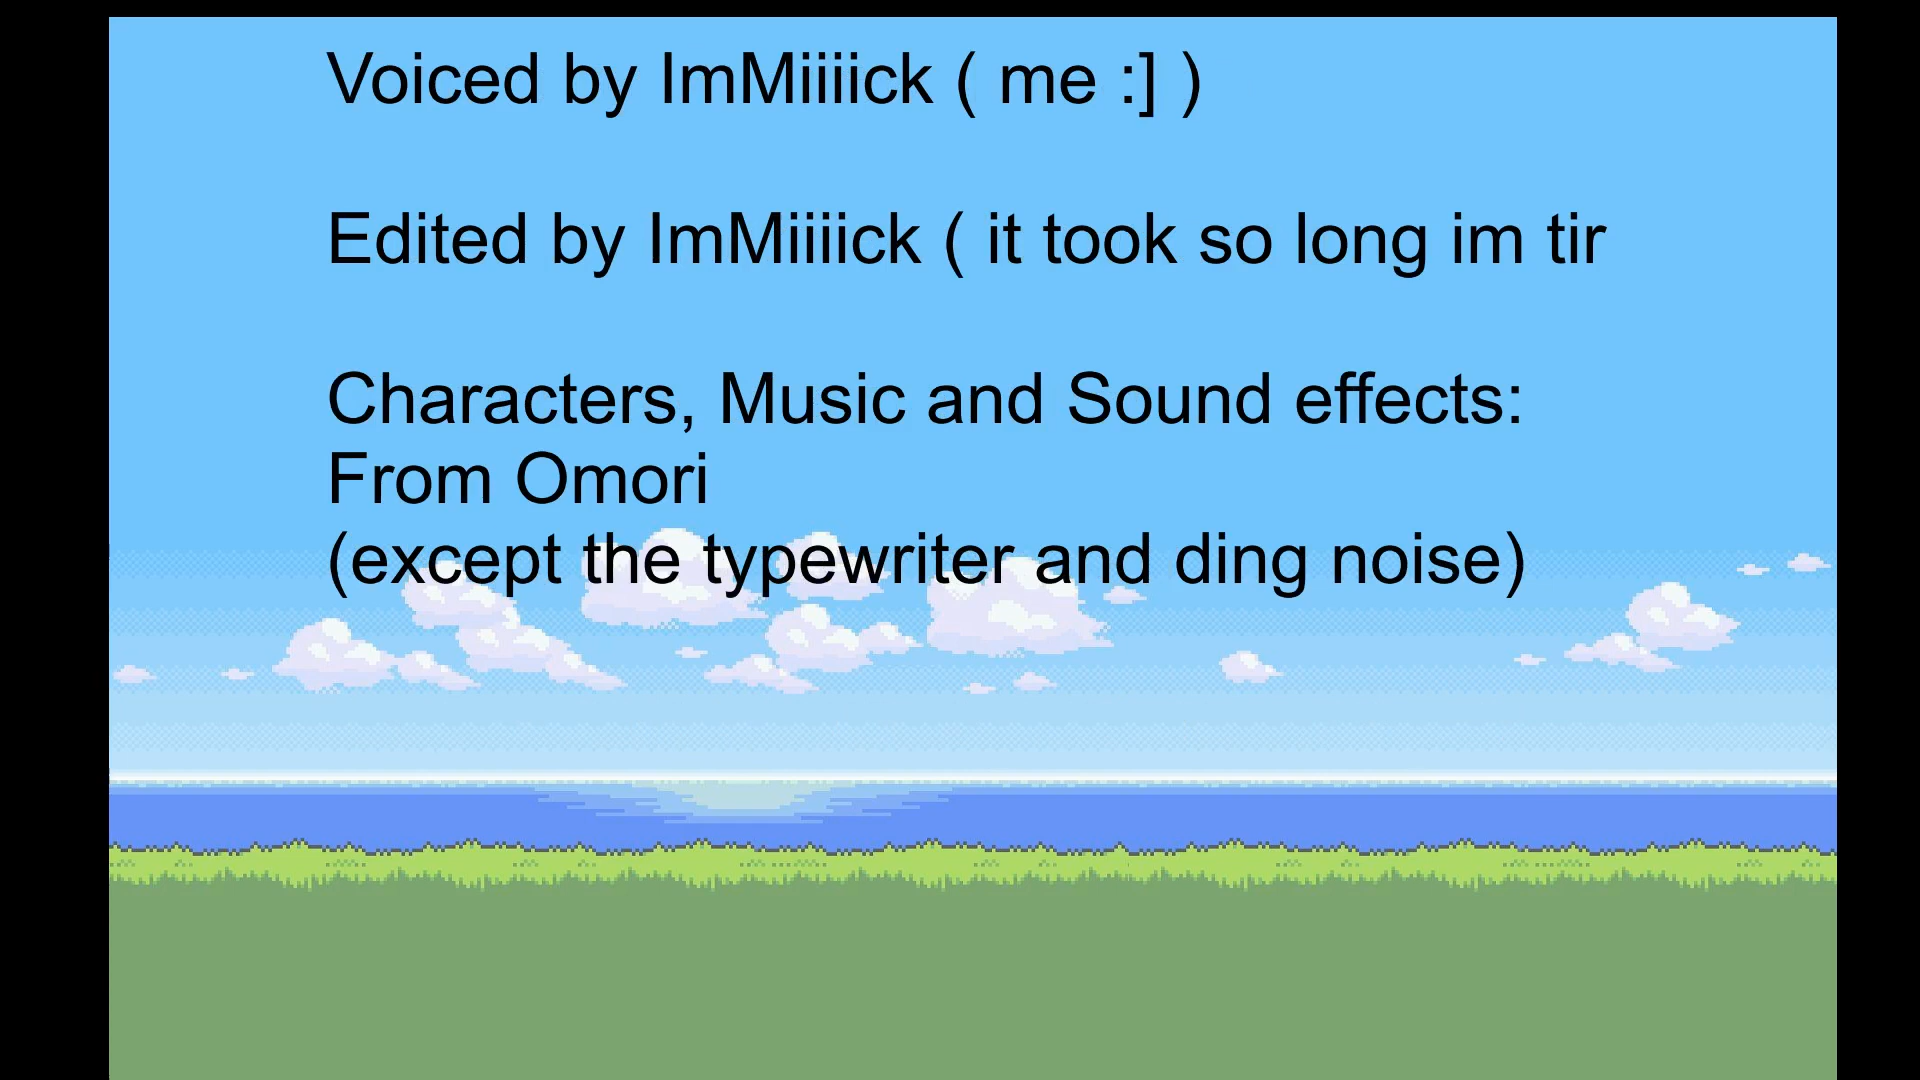 Voiced by ImMiiiick ( me :] )
Edited by ImMiiiick ( it took so long im tir
Characters, Music and Sound effects:
From Omori
(except the typewriter and ding noise)